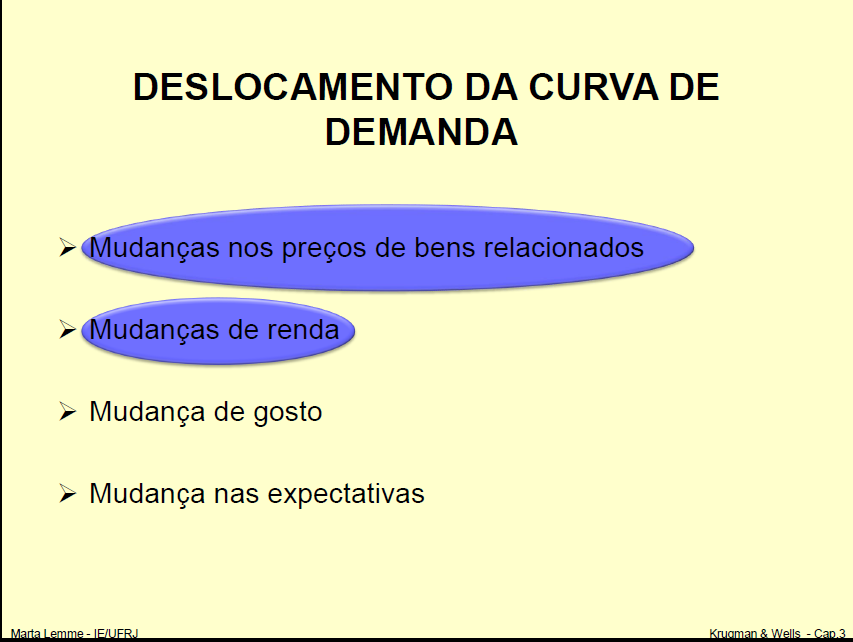 DESLOCAMENTO DA CURVA DE
DEMANDA
➢ Mudanças nos preços de bens relacionados
➢ Mudanças de renda
➢ Mudança de gosto
➢ Mudança nas expectativas
Marta Lemme - IE/UFRJ
Krugman & Wells - Cap.3